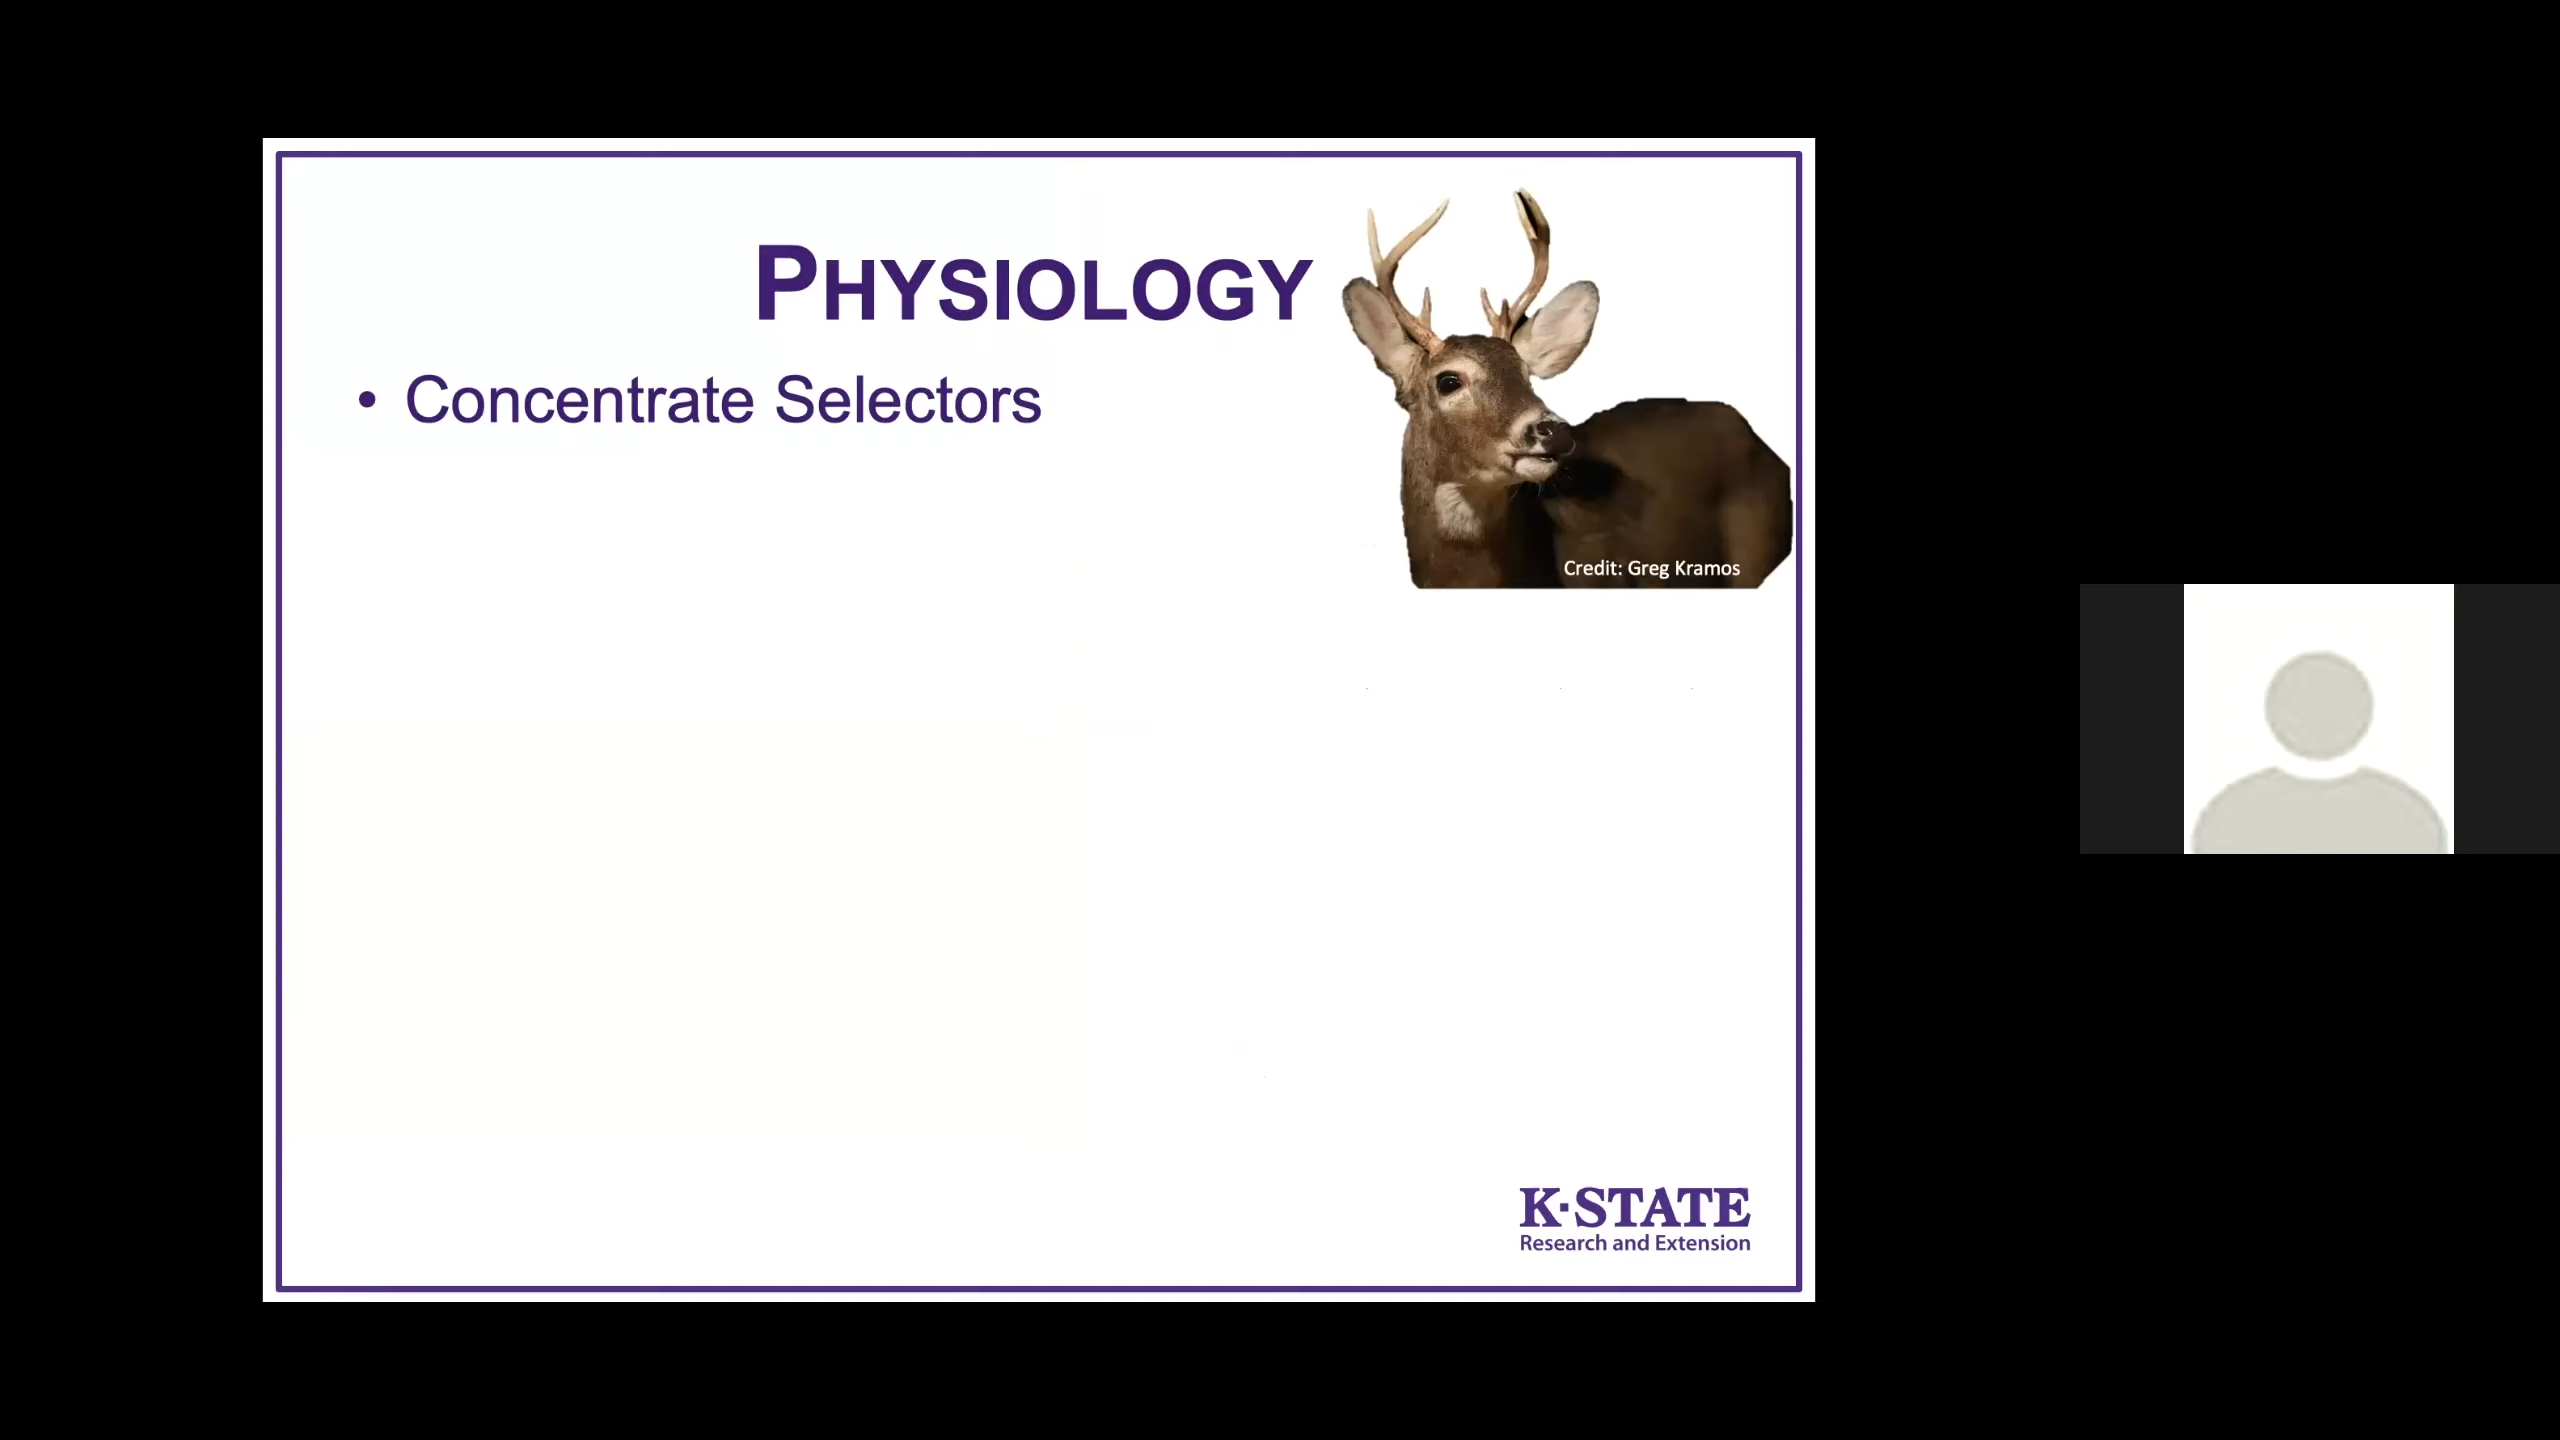 PHYSIOLOGY
• Concentrate Selectors
Credit: Greg Kramos
K·STATE
Research and Extension